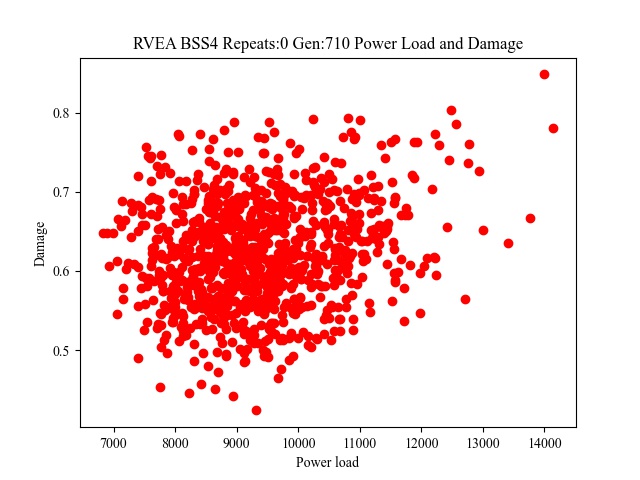 RVEA BSS4 Repeats:0 Gen:710 Power Load and Damage
0.8
0.7
0.6
0.5
Damage
7000 8000 9000 10000 11000 12000 13000 14000
Power load